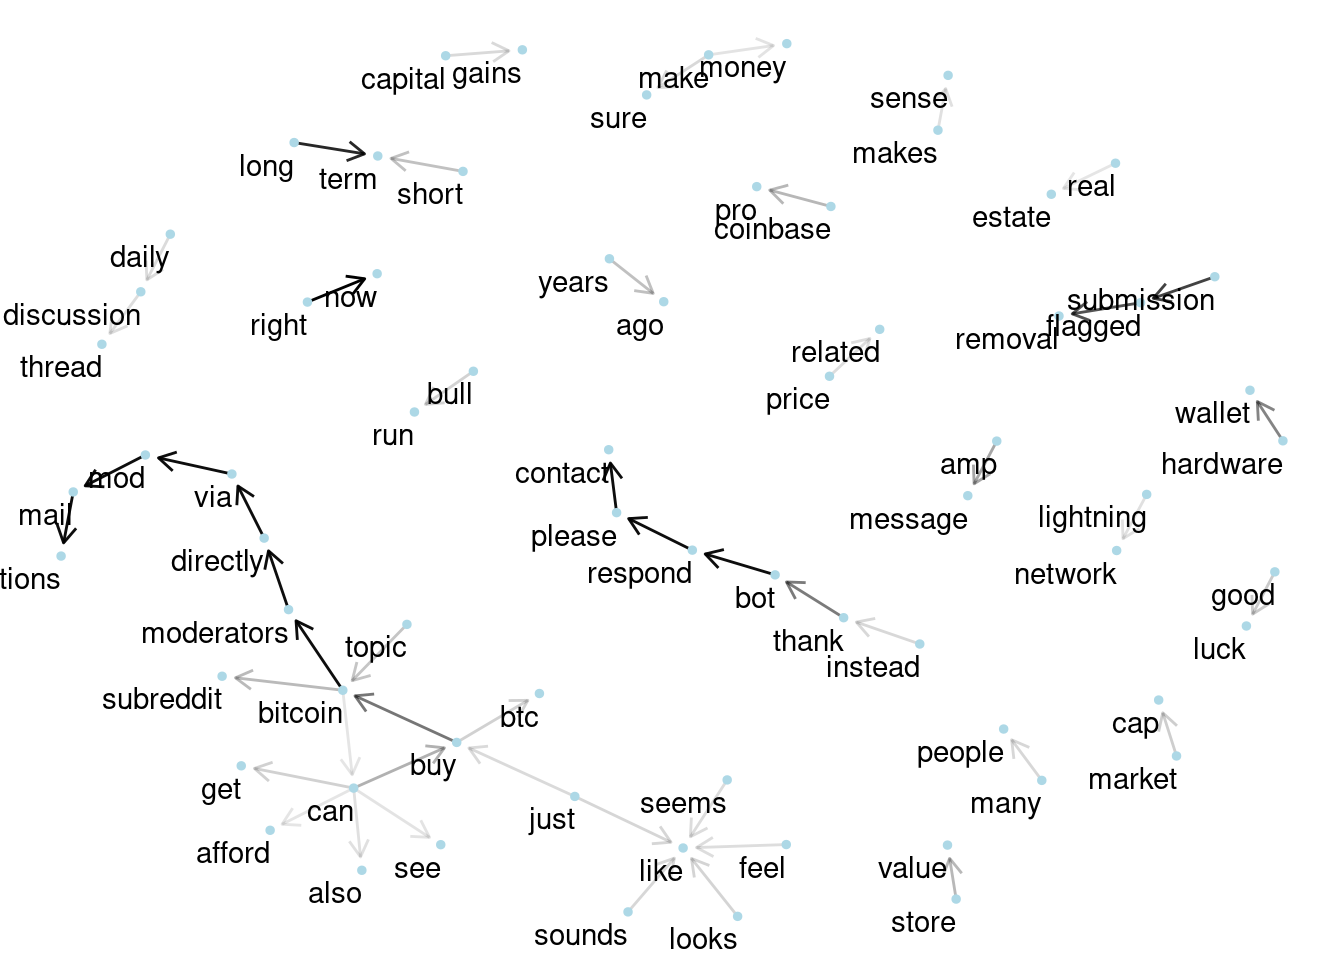 capital
gains
make
money
sure
sense
makes
long
term
short
real
estate
pro
coinbase
daily
discussion
thread
years
ago
right
now
submission
flagged
removal
related
price
bull
run
wallet
hardware
mod
mail
via
tions
directly
moderators
contact
please
respond
bot
thank
instead
amp
message
lightning
network
good
luck
topic
subreddit
bitcoin
btc
buy
get
can
afford
also
see
just
seems
like
feel
sounds
looks
people
many
cap
market
value
store